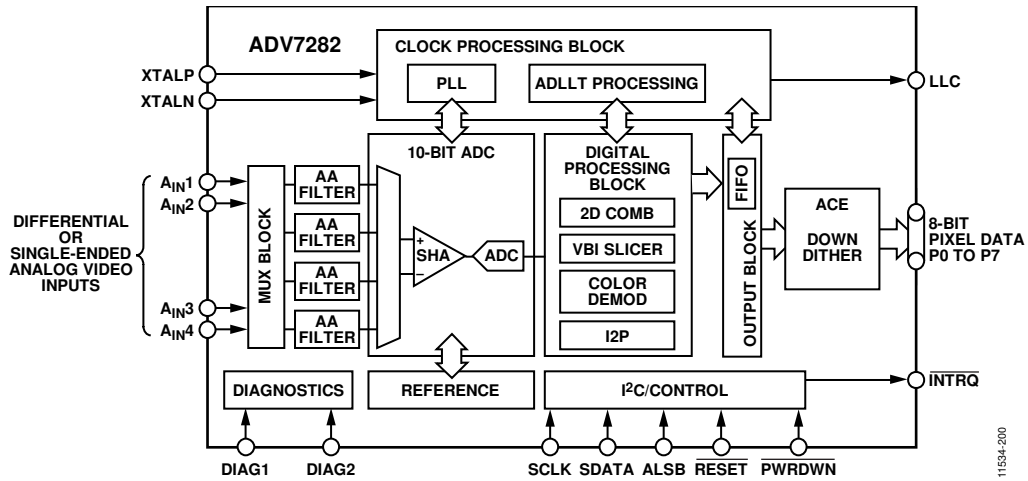 ADV7282
CLOCK PROCESSING BLOCK
PLL
ADLLT PROCESSING
XTALP
XTALN
LLC
10-BIT ADC
DIGITAL
PROCESSING
BLOCK
2D COMB
VBI SLICER
COLOR
DEMOD
I2P
DIFFERENTIAL
OR
SINGLE-ENDED
ANALOG VIDEO
INPUTS
AIN1
AIN2
AIN3
AIN4
MUX BLOCK
AA
FILTER
AA
FILTER
AA
FILTER
AA
FILTER
+
SHA
–
ADC
OUTPUT BLOCK
FIFO
ACE
DOWN
DITHER
8-BIT
PIXEL DATA
P0 TO P7
DIAGNOSTICS
REFERENCE
I2C/CONTROL
INTRQ
DIAG1
DIAG2
SCLK
SDATA
ALSB
RESET
PWRDWN
11534-200